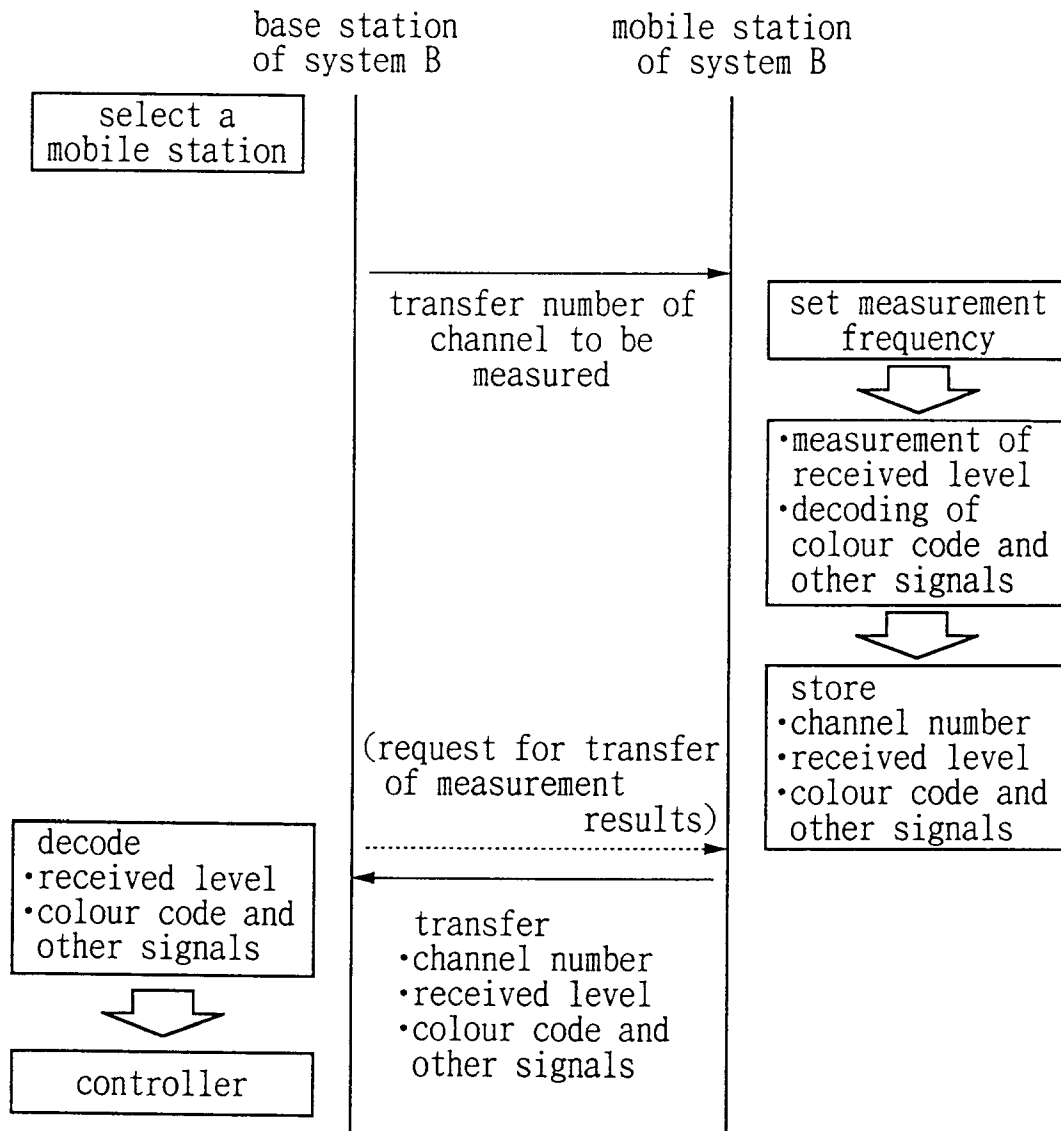 base station
of system B
mobile station
of system B
select a
mobile station
transfer number of
channel to be
measured
set measurement
frequency
・measurement of
received level
・decoding of
colour code and
other signals
store
・channel number
・received level
・colour code and
other signals
(request for transfer
of measurement
results)
decode
・received level
・colour code and
other signals
transfer
・channel number
・received level
・colour code and
other signals
controller